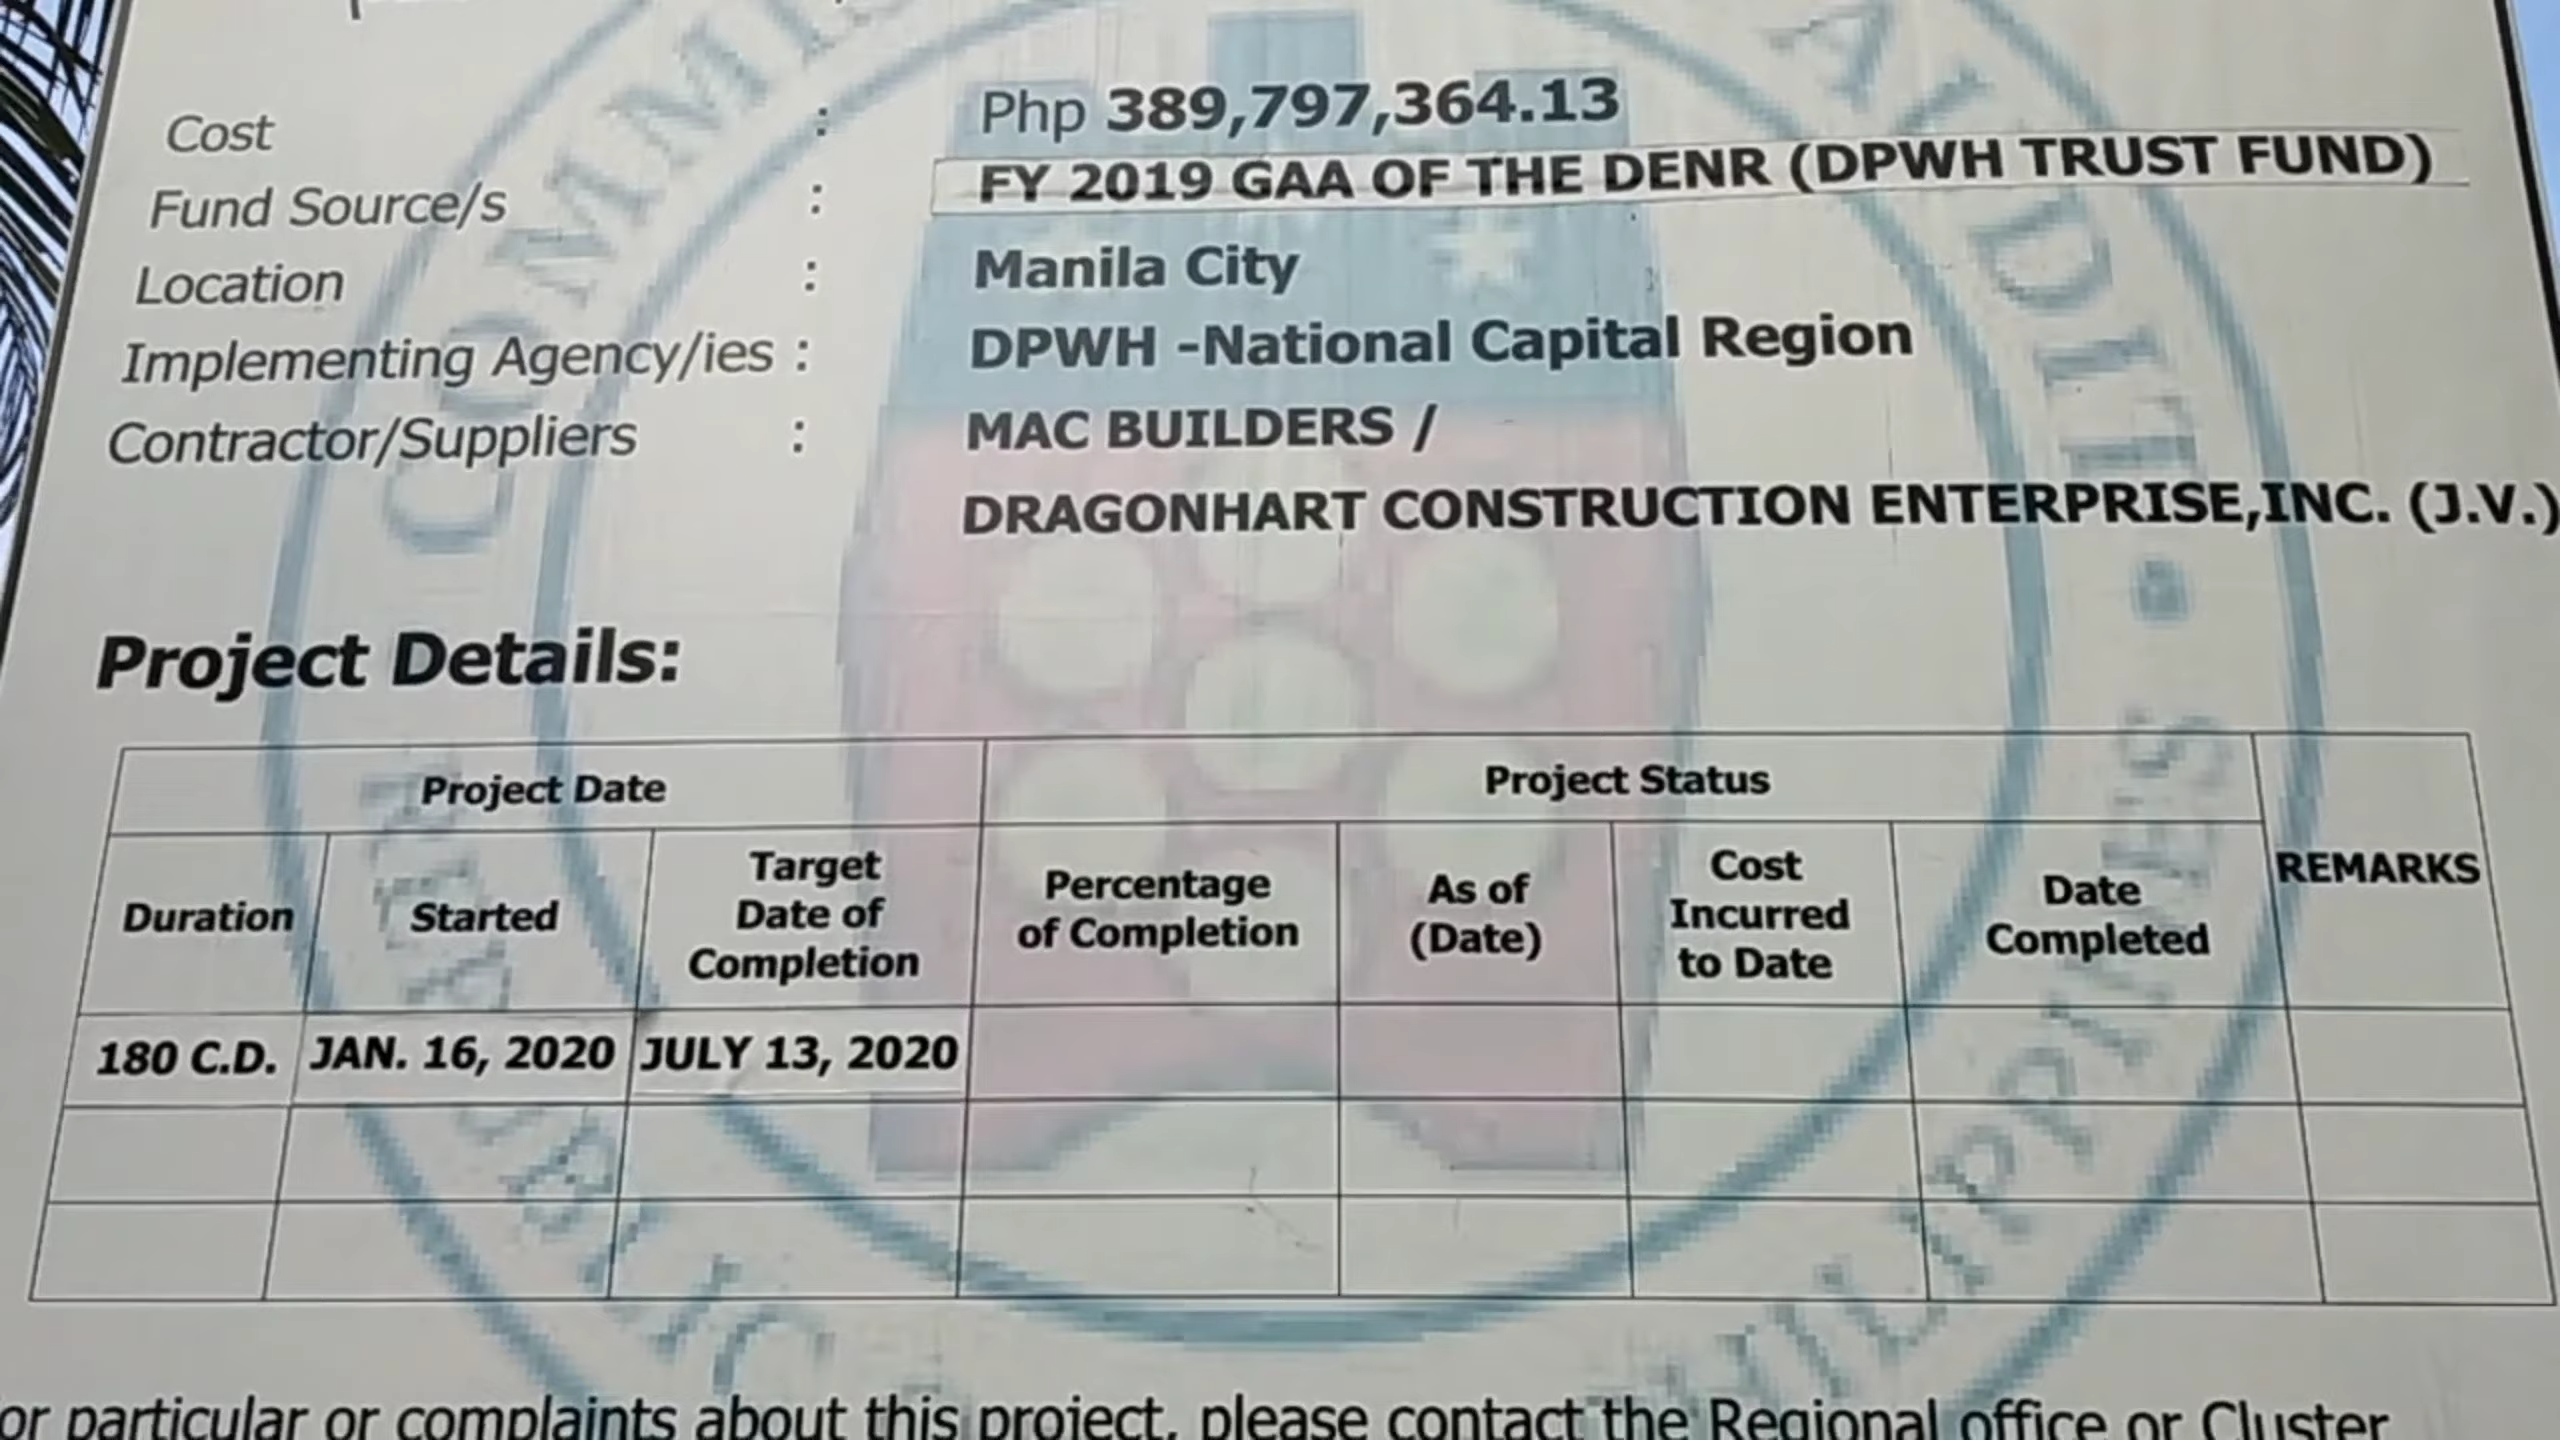 Cost : Php 389,797,364.13
Fund Source/s : FY 2019 GAA OF THE DENR (DPWH TRUST FUND)
Location : Manila City
Implementing Agency/ies : DPWH -National Capital Region
Contractor/Suppliers : MAC BUILDERS /
DRAGONHART CONSTRUCTION ENTERPRISE,INC. (J.V.)
Project Details:
Project Date
Project Status
REMARKS
Duration
Started
Target
Date of
Completion
Percentage
of Completion
As of
(Date)
Cost
Incurred
to Date
Date
Completed
180 C.D. JAN. 16, 2020 JULY 13, 2020
or particular or complaints about this project, please contact the Regional office or Cluster